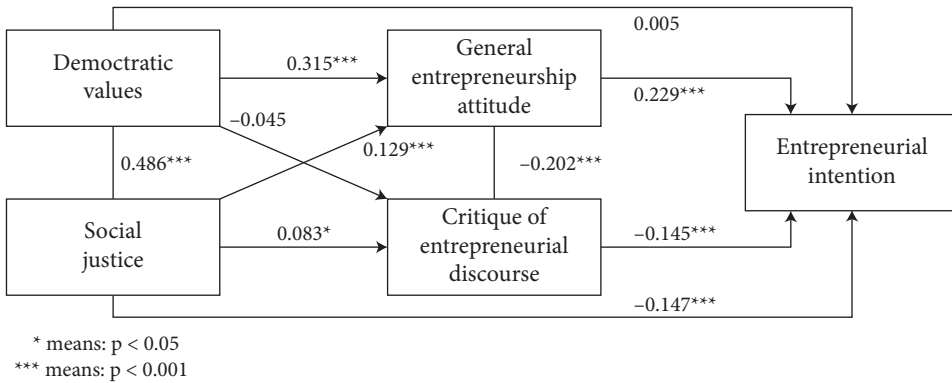 0.005
Democtratic
values
0.315***
General
entrepreneurship
attitude
0.229***
–0.045
0.486***
0.129***
–0.202***
Entrepreneurial
intention
Social
justice
0.083*
Critique of
entrepreneurial
discourse
–0.145***
–0.147***
* means: p < 0.05
*** means: p < 0.001